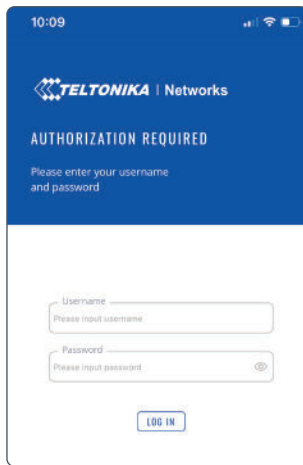 10:09
TELTONIKA | Networks
AUTHORIZATION REQUIRED
Please enter your username
and password
Username
Please input username
Password
Please input password
LOG IN